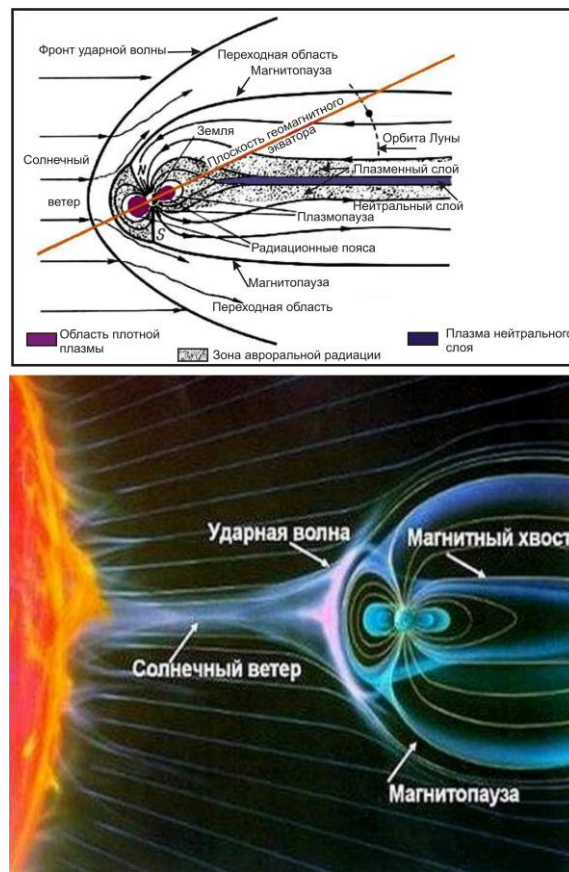 Фронт ударной волны
Переходная область
Магнитопауза
Земля
Плоскость геомагнитного
экватора
Орбита Луны
Солнечный
Плазменный слой
N
Нейтральный слой
ветер
Плазмопауза
S
Радиационные пояса
Магнитопауза
Переходная область
Область плотной
плазмы
Зона авроральной радиации
Плазма нейтрального
слоя
Ударная волна
Магнитный хвост
Солнечный ветер
Магнитопауза